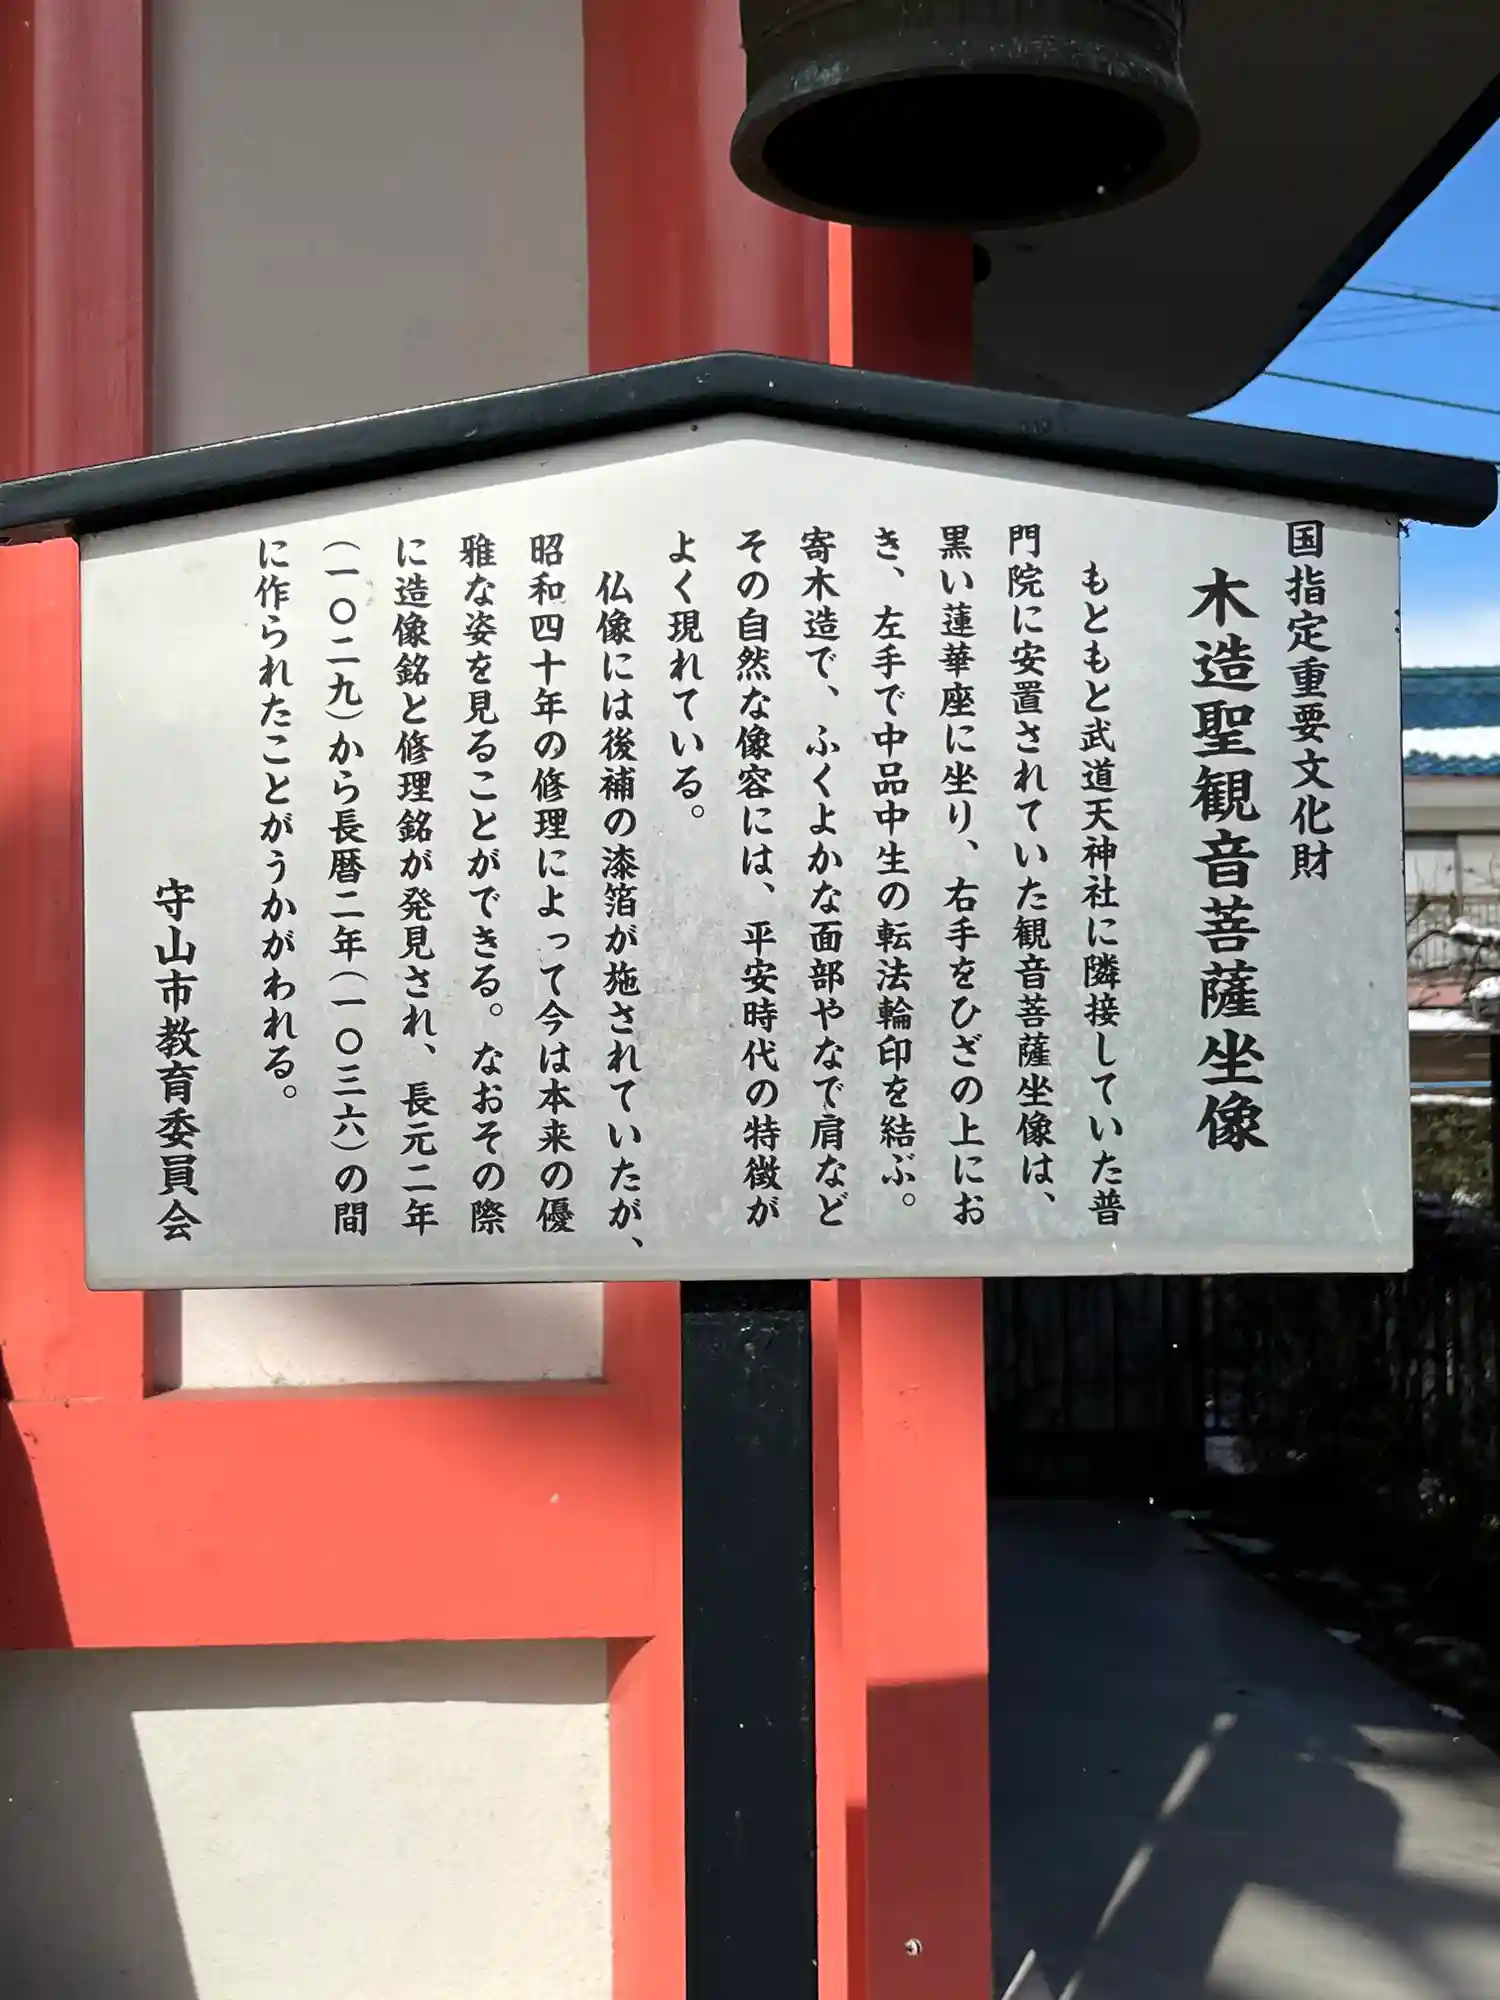 国指定重要文化財
木造聖観音菩薩坐像
もともと武道天神社に隣接していた普
門院に安置されていた観音菩薩坐像は、
黒い蓮華座に坐り、右手をひざの上にお
き、左手で中品中生の転法輪印を結ぶ。
寄木造で、ふくよかな面部やなで肩など
その自然な像容には、平安時代の特徴が
よく現れている。
仏像には後補の漆箔が施されていたが、
昭和四十年の修理によって今は本来の優
雅な姿を見ることができる。なおその際
に造像銘と修理銘が発見され、長元二年
(一〇二九)から長暦二年(一〇三六)の間
に作られたことがうかがわれる。
守山市教育委員会